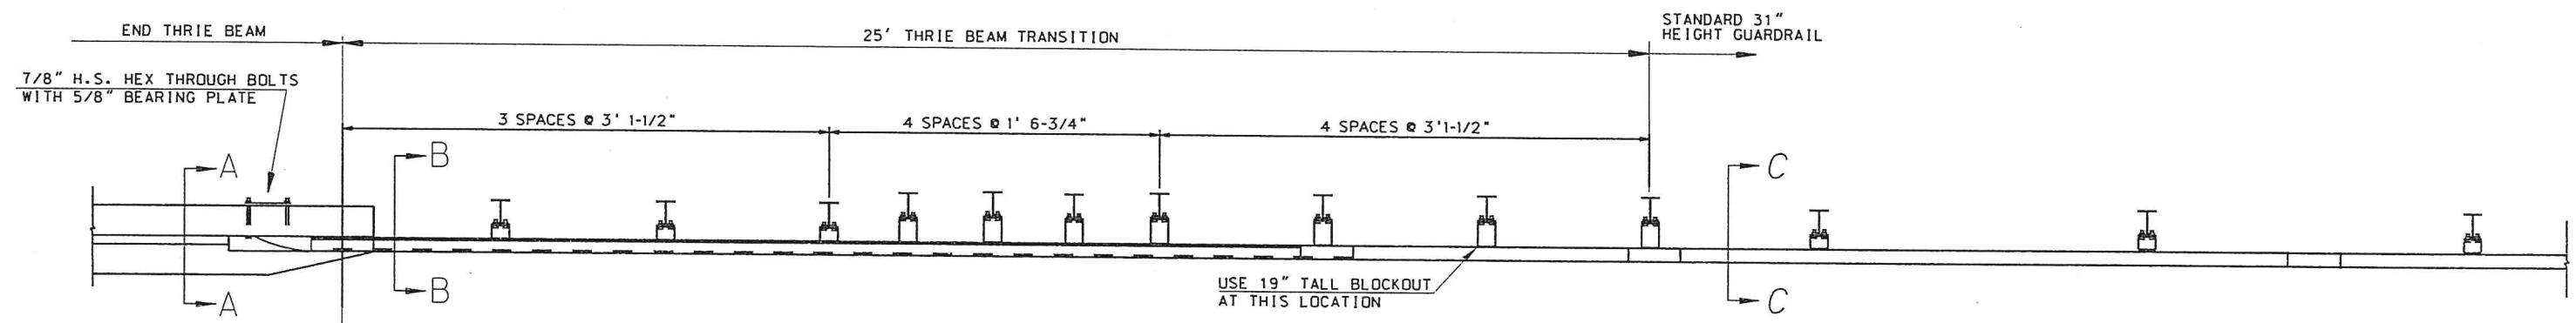 END THRIE BEAM
25' THRIE BEAM TRANSITION
STANDARD 31"
HEIGHT GUARDRAIL
7/8" H.S. HEX THROUGH BOLTS
WITH 5/8" BEARING PLATE
3 SPACES @ 3' 1-1/2"
4 SPACES @ 1' 6-3/4"
4 SPACES @ 3'1-1/2"
A
B
C
USE 19" TALL BLOCKOUT
AT THIS LOCATION
A
B
C